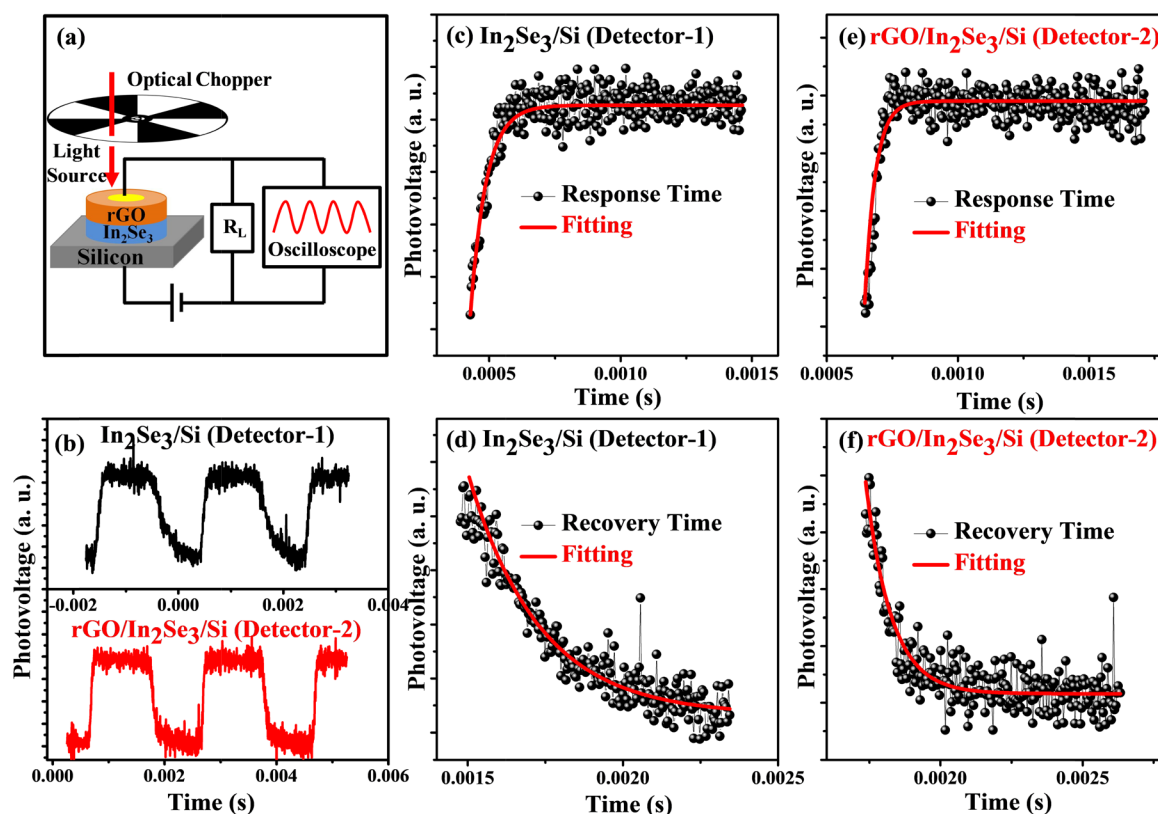 (a)
Optical Chopper
Light
Source
rGO
In₂Se₃
Silicon
R_L
Oscilloscope
(b)
In₂Se₃/Si (Detector-1)
Photovoltage (a. u.)
-0.002 0.000 0.002 0.004
rGO/In₂Se₃/Si (Detector-2)
0.000 0.002 0.004 0.006
Time (s)
(c) In₂Se₃/Si (Detector-1)
Photovoltage (a. u.)
Response Time
Fitting
0.0005 0.0010 0.0015
Time (s)
(d) In₂Se₃/Si (Detector-1)
Photovoltage (a. u.)
Recovery Time
Fitting
0.0015 0.0020 0.0025
Time (s)
(e) rGO/In₂Se₃/Si (Detector-2)
Photovoltage (a. u.)
Response Time
Fitting
0.0005 0.0010 0.0015
Time (s)
(f) rGO/In₂Se₃/Si (Detector-2)
Photovoltage (a. u.)
Recovery Time
Fitting
0.0020 0.0025
Time (s)